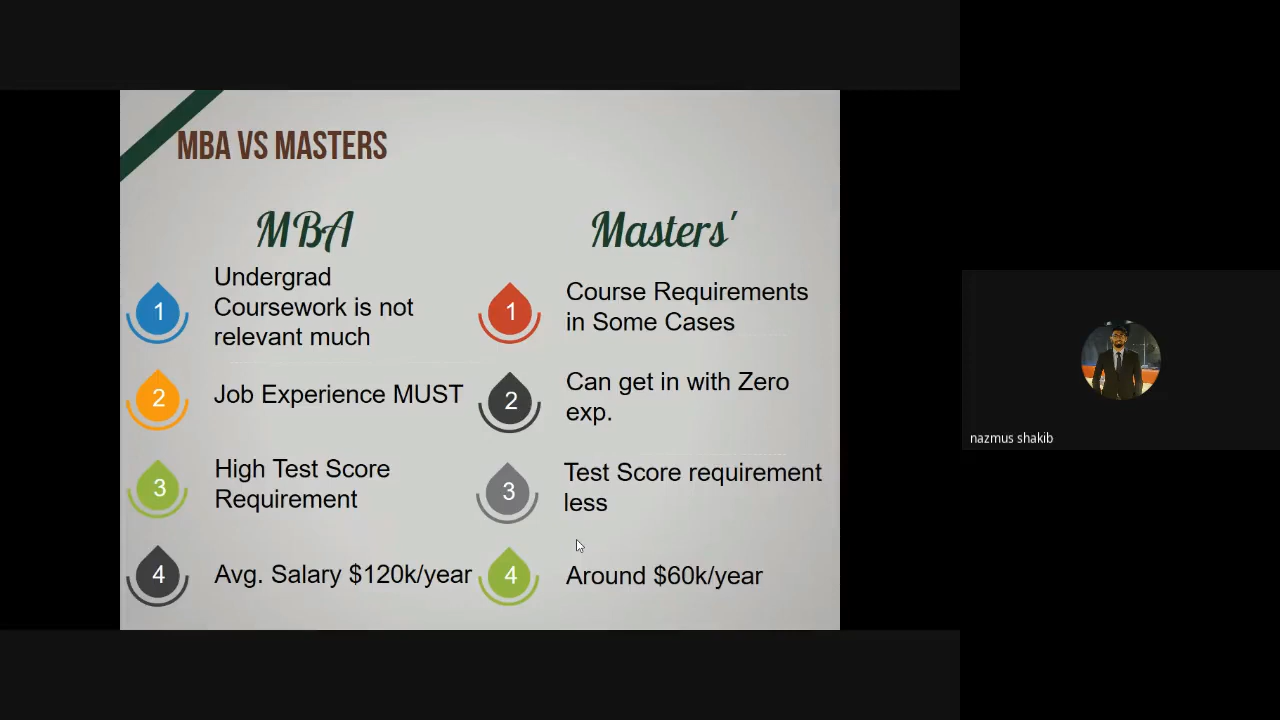 MBA VS MASTERS
MBA
1
Undergrad
Coursework is not
relevant much
2
Job Experience MUST
3
High Test Score
Requirement
4
Avg. Salary $120k/year
Masters'
1
Course Requirements
in Some Cases
2
Can get in with Zero
exp.
3
Test Score requirement
less
4
Around $60k/year
nazmus shakib